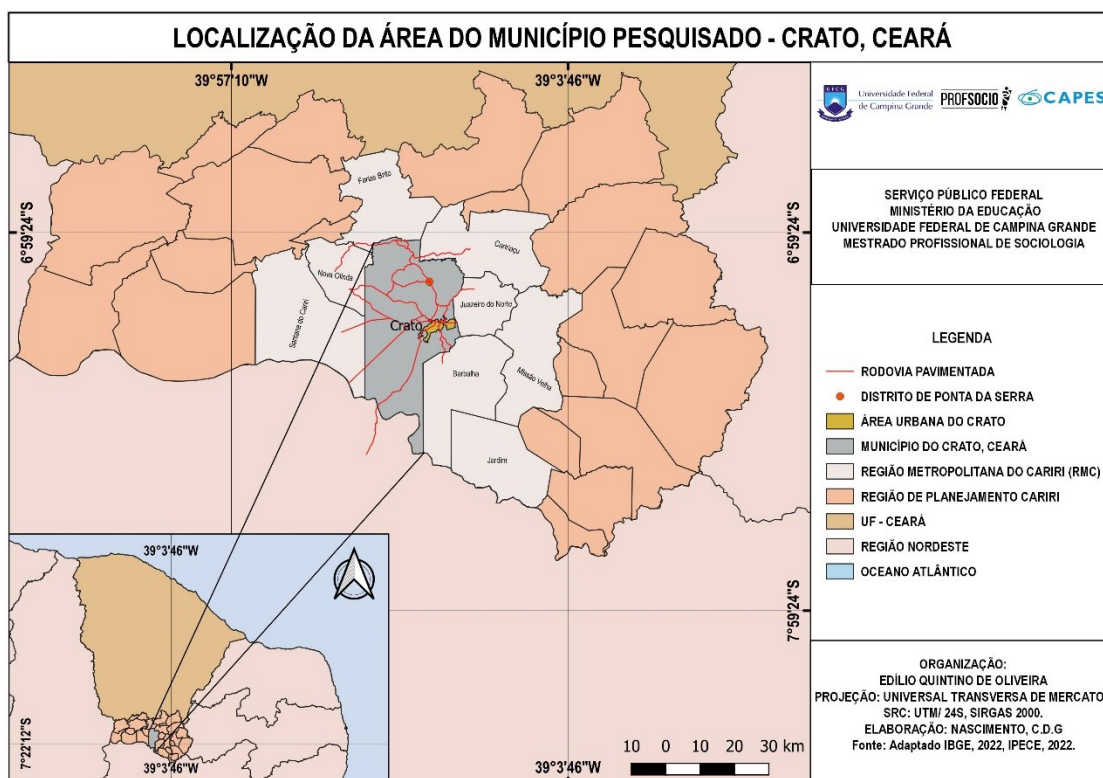 LOCALIZAÇÃO DA ÁREA DO MUNICÍPIO PESQUISADO - CRATO, CEARÁ
39°57'10"W
39°3'46"W
6°59'24"S
6°59'24"S
Farias Brito
Caririaçu
Nova Olinda
Santana do Cariri
Juazeiro do Norte
Crato
Barbalha
Missão Velha
Jardim
7°59'24"S
39°3'46"W
39°3'46"W
7°22'12"S
39°3'46"W
10 0 10 20 30 km
UFCG
Universidade Federal
de Campina Grande
PROFSOCIO
CAPES
SERVIÇO PÚBLICO FEDERAL
MINISTÉRIO DA EDUCAÇÃO
UNIVERSIDADE FEDERAL DE CAMPINA GRANDE
MESTRADO PROFISSIONAL DE SOCIOLOGIA
LEGENDA
RODOVIA PAVIMENTADA
DISTRITO DE PONTA DA SERRA
ÁREA URBANA DO CRATO
MUNICÍPIO DO CRATO, CEARÁ
REGIÃO METROPOLITANA DO CARIRI (RMC)
REGIÃO DE PLANEJAMENTO CARIRI
UF - CEARÁ
REGIÃO NORDESTE
OCEANO ATLÂNTICO
ORGANIZAÇÃO:
EDÍLIO QUINTINO DE OLIVEIRA
PROJEÇÃO: UNIVERSAL TRANSVERSA DE MERCATO
SRC: UTM/ 24S, SIRGAS 2000.
ELABORAÇÃO: NASCIMENTO, C.D.G
Fonte: Adaptado IBGE, 2022, IPECE, 2022.